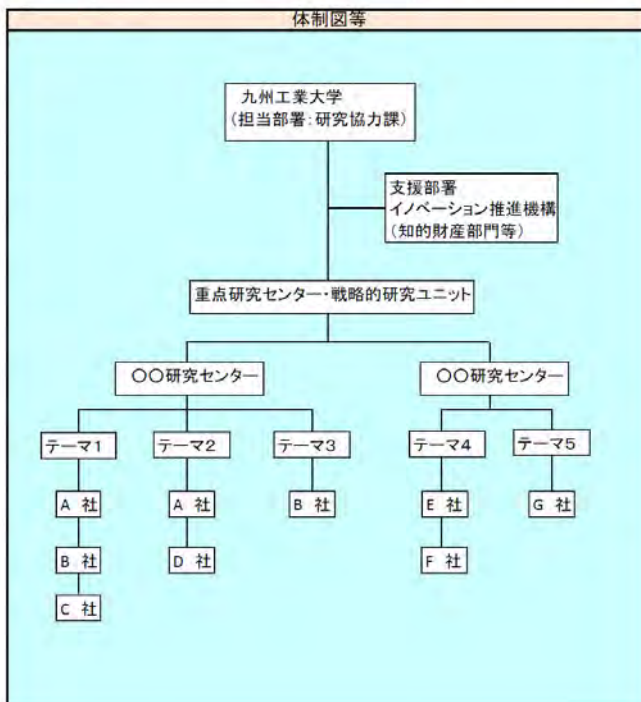 体制図等
九州工業大学
(担当部署：研究協力課)
支援部署
イノベーション推進機構
(知的財産部門等)
重点研究センター・戦略的研究ユニット
〇〇研究センター
〇〇研究センター
テーマ1
テーマ2
テーマ3
テーマ4
テーマ5
A 社
A 社
B 社
E 社
G 社
B 社
D 社
F 社
C 社